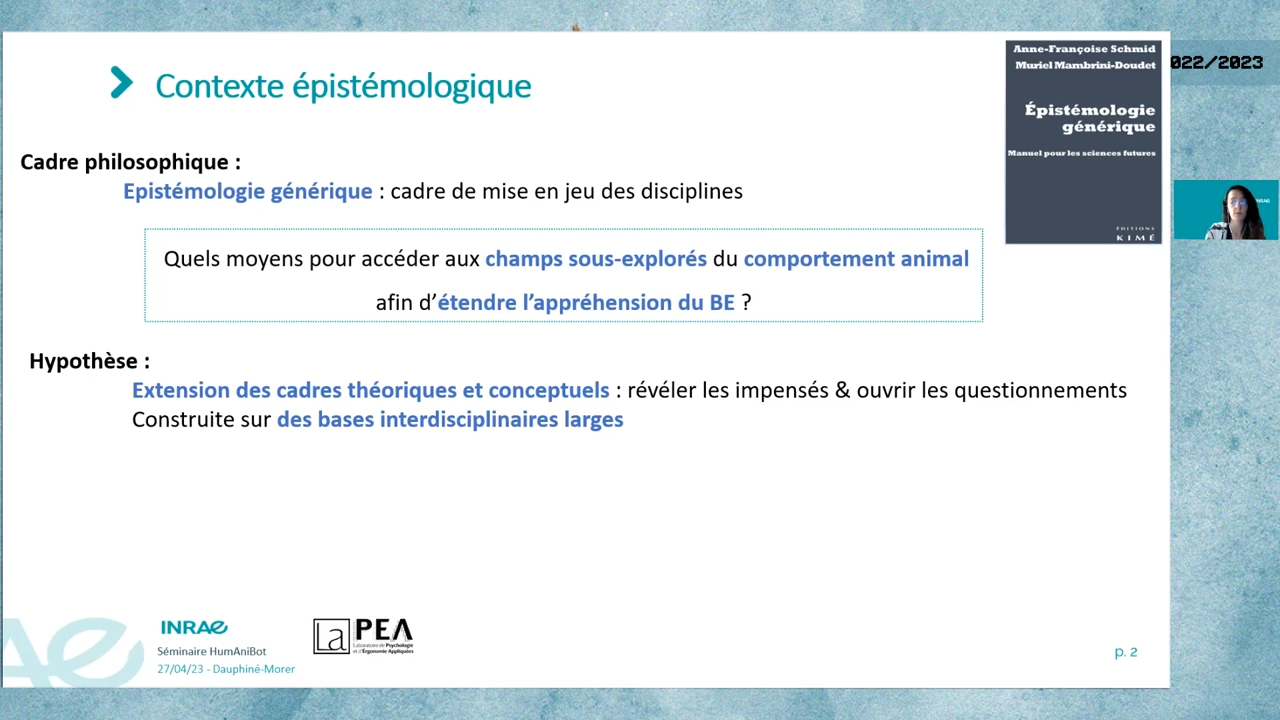 Anne-Françoise Schmid
Muriel Mambrini-Doudet
Épistémologie
générique
Manuel pour les sciences futures
ÉDITIONS
KIMÉ
022/2023
Contexte épistémologique
Cadre philosophique :
Epistémologie générique : cadre de mise en jeu des disciplines
Quels moyens pour accéder aux champs sous-explorés du comportement animal
afin d’étendre l’appréhension du BE ?
Hypothèse :
Extension des cadres théoriques et conceptuels : révéler les impensés & ouvrir les questionnements
Construite sur des bases interdisciplinaires larges
INRAE
Séminaire HumAniBot
27/04/23 - Dauphiné-Morer
La PEA
Laboratoire de Psychologie
et d'Ergonomie Appliquées
p. 2
INRAE